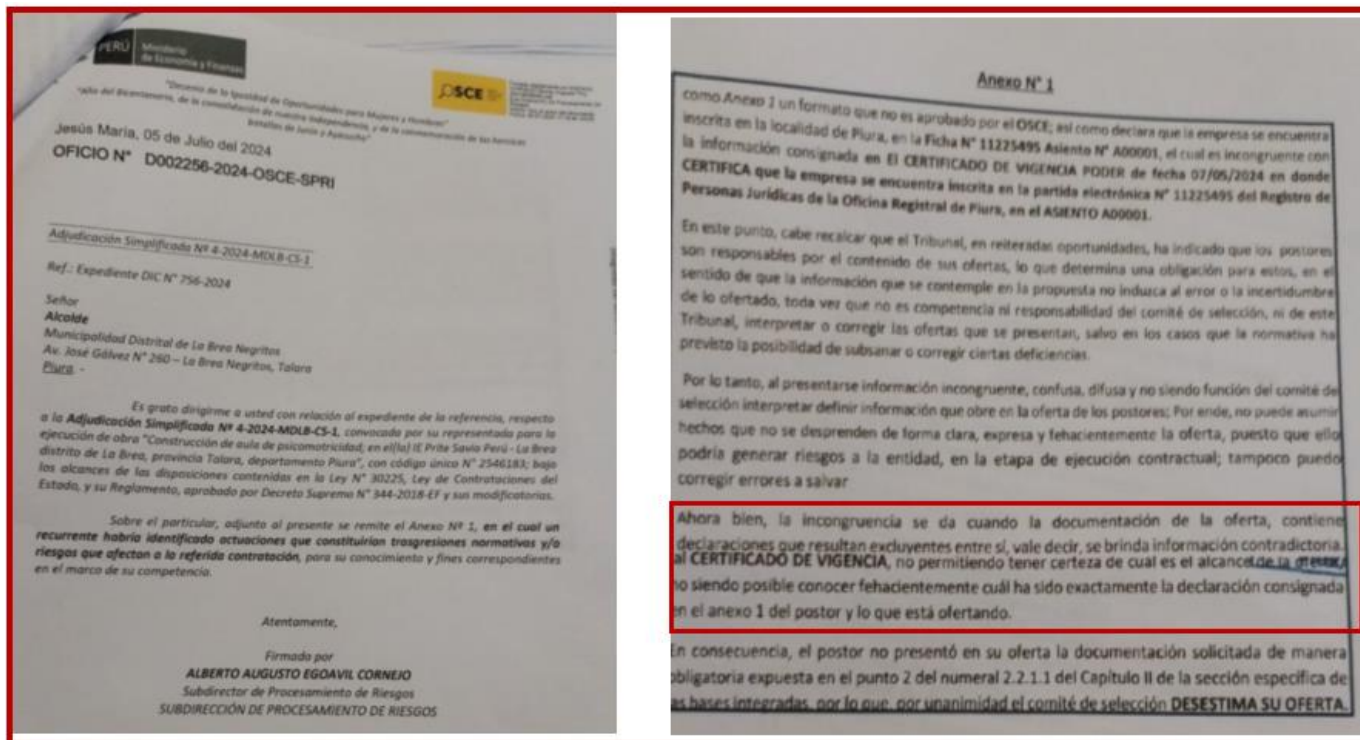 PERÚ
Ministerio
de Economía y Finanzas
OSCE
"Decenio de la Igualdad de Oportunidades para Mujeres y Hombres"
"Año del Bicentenario, de la consolidación de nuestra Independencia, y de la conmemoración de las heroicas
batallas de Junín y Ayacucho"
Jesús María, 05 de Julio del 2024
OFICIO N° D002256-2024-OSCE-SPRI
Adjudicación Simplificada Nº 4-2024-MDLB-CS-1
Ref.: Expediente DIC N° 756-2024
Señor
Alcalde
Municipalidad Distrital de La Brea Negritos
Av. José Gálvez N° 260 – La Brea Negritos, Talara
Piura. -
Es grato dirigirme a usted con relación al expediente de la referencia, respecto
a la Adjudicación Simplificada Nº 4-2024-MDLB-CS-1, convocada por su representada para la
ejecución de obra "Construcción de aula de psicomotricidad; en el(la) IE Prite Savia Perú - La Brea
distrito de La Brea, provincia Talara, departamento Piura", con código único N° 2546183; bajo
los alcances de las disposiciones contenidas en la Ley N° 30225, Ley de Contrataciones del
Estado, y su Reglamento, aprobado por Decreto Supremo N° 344-2018-EF y sus modificatorias.
Sobre el particular, adjunto al presente se remite el Anexo Nº 1, en el cual un
recurrente habría identificado actuaciones que constituirían trasgresiones normativas y/o
riesgos que afectan a la referida contratación, para su conocimiento y fines correspondientes
en el marco de su competencia.
Atentamente,
Firmado por
ALBERTO AUGUSTO EGOAVIL CORNEJO
Subdirector de Procesamiento de Riesgos
SUBDIRECCIÓN DE PROCESAMIENTO DE RIESGOS
Anexo N° 1
como Anexo 1 un formato que no es aprobado por el OSCE; así como declara que la empresa se encuentra
inscrita en la localidad de Piura, en la Ficha N° 11225495 Asiento N° A00001, el cual es incongruente con
la información consignada en El CERTIFICADO DE VIGENCIA PODER de fecha 07/05/2024 en donde
CERTIFICA que la empresa se encuentra inscrita en la partida electrónica N° 11225495 del Registro de
Personas Jurídicas de la Oficina Registral de Piura, en el ASIENTO A00001.
En este punto, cabe recalcar que el Tribunal, en reiteradas oportunidades, ha indicado que los postores
son responsables por el contenido de sus ofertas, lo que determina una obligación para estos, en el
sentido de que la información que se contemple en la propuesta no induzca al error o la incertidumbre
de lo ofertado, toda vez que no es competencia ni responsabilidad del comité de selección, ni de este
Tribunal, interpretar o corregir las ofertas que se presentan, salvo en los casos que la normativa ha
previsto la posibilidad de subsanar o corregir ciertas deficiencias.
Por lo tanto, al presentarse información incongruente, confusa, difusa y no siendo función del comité de
selección interpretar definir información que obre en la oferta de los postores; Por ende, no puede asumir
hechos que no se desprenden de forma clara, expresa y fehacientemente la oferta, puesto que ello
podría generar riesgos a la entidad, en la etapa de ejecución contractual; tampoco puedo
corregir errores a salvar
Ahora bien, la incongruencia se da cuando la documentación de la oferta, contiene
declaraciones que resultan excluyentes entre sí, vale decir, se brinda información contradictoria.
al CERTIFICADO DE VIGENCIA, no permitiendo tener certeza de cual es el alcance de la oferta,
no siendo posible conocer fehacientemente cuál ha sido exactamente la declaración consignada
en el anexo 1 del postor y lo que está ofertando.
En consecuencia, el postor no presentó en su oferta la documentación solicitada de manera
obligatoria expuesta en el punto 2 del numeral 2.2.1.1 del Capítulo II de la sección específica de
las bases integradas, por lo que, por unanimidad el comité de selección DESESTIMA SU OFERTA.